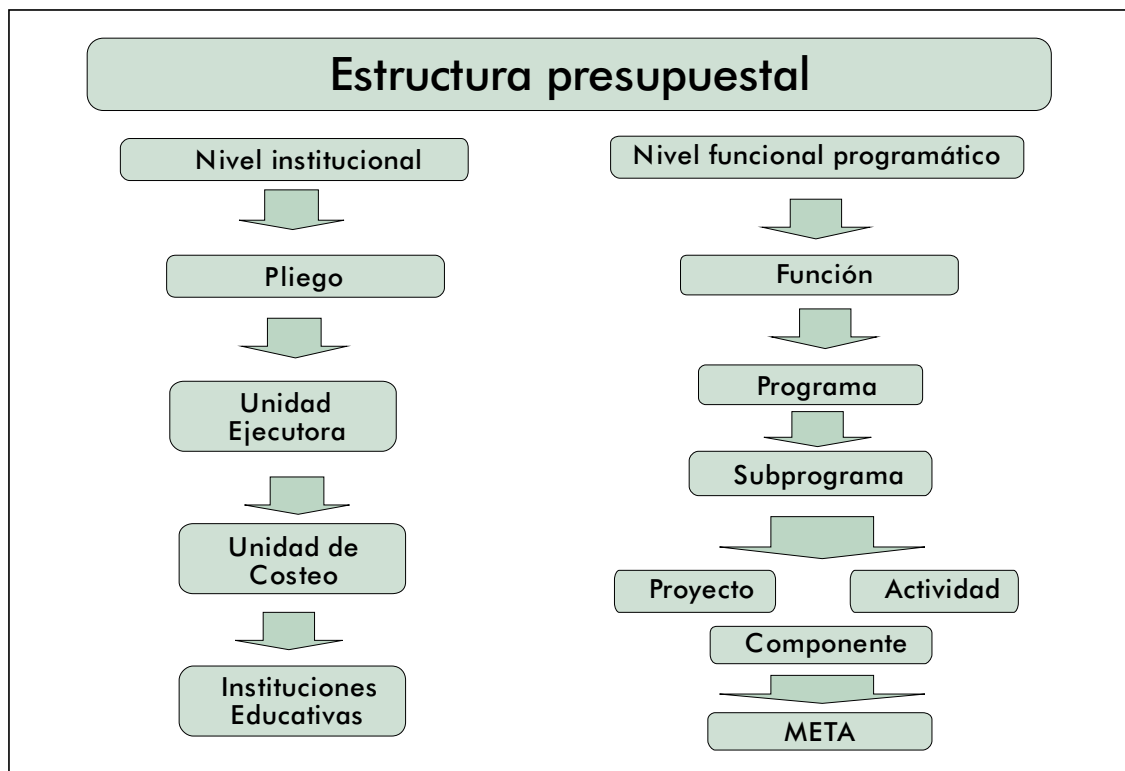 Estructura presupuestal
Nivel institucional
Pliego
Unidad
Ejecutora
Unidad de
Costeo
Instituciones
Educativas
Nivel funcional programático
Función
Programa
Subprograma
Proyecto
Actividad
Componente
META